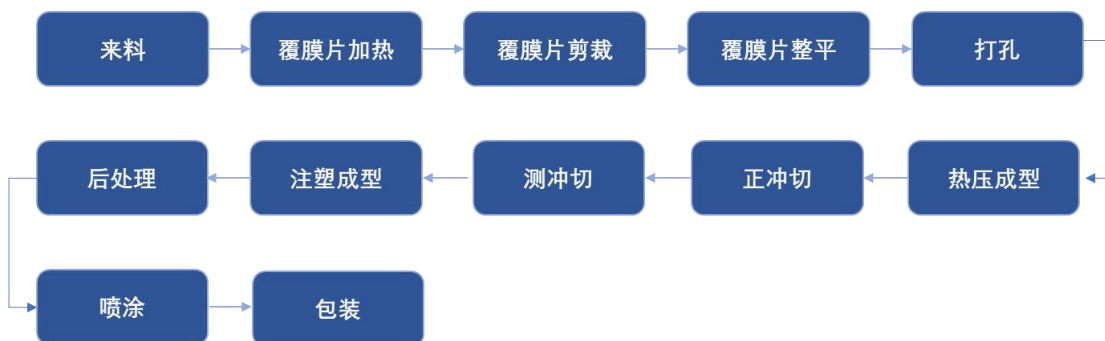 来料
覆膜片加热
覆膜片剪裁
覆膜片整平
打孔
热压成型
正冲切
测冲切
注塑成型
后处理
喷涂
包装